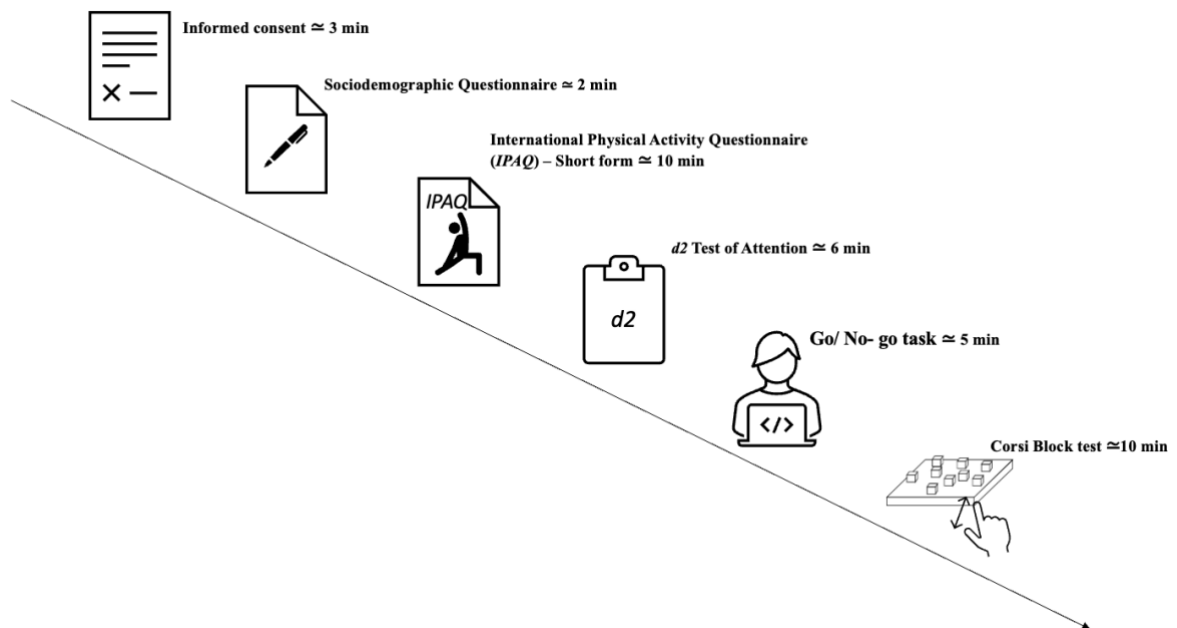 Informed consent ≃ 3 min
Sociodemographic Questionnaire ≃ 2 min
International Physical Activity Questionnaire
(IPAQ) – Short form ≃ 10 min
IPAQ
d2 Test of Attention ≃ 6 min
d2
Go/ No- go task ≃ 5 min
</>
Corsi Block test ≃10 min